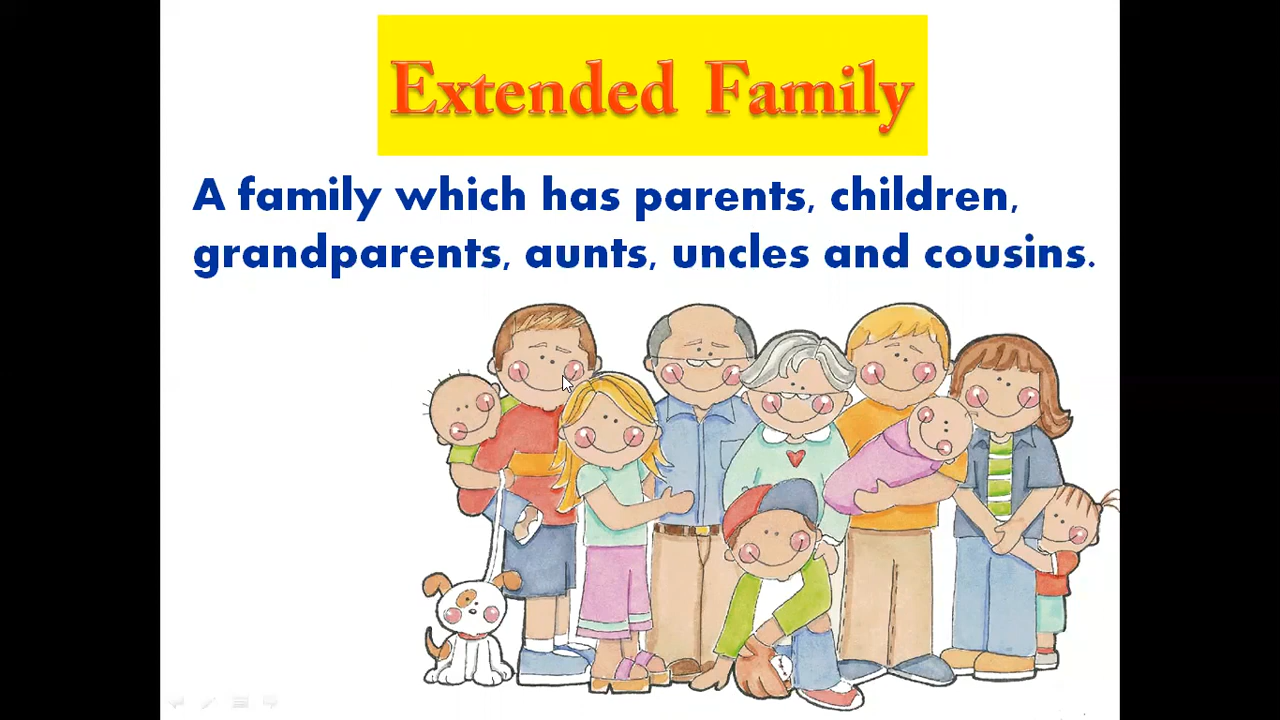 Extended Family
A family which has parents, children,
grandparents, aunts, uncles and cousins.